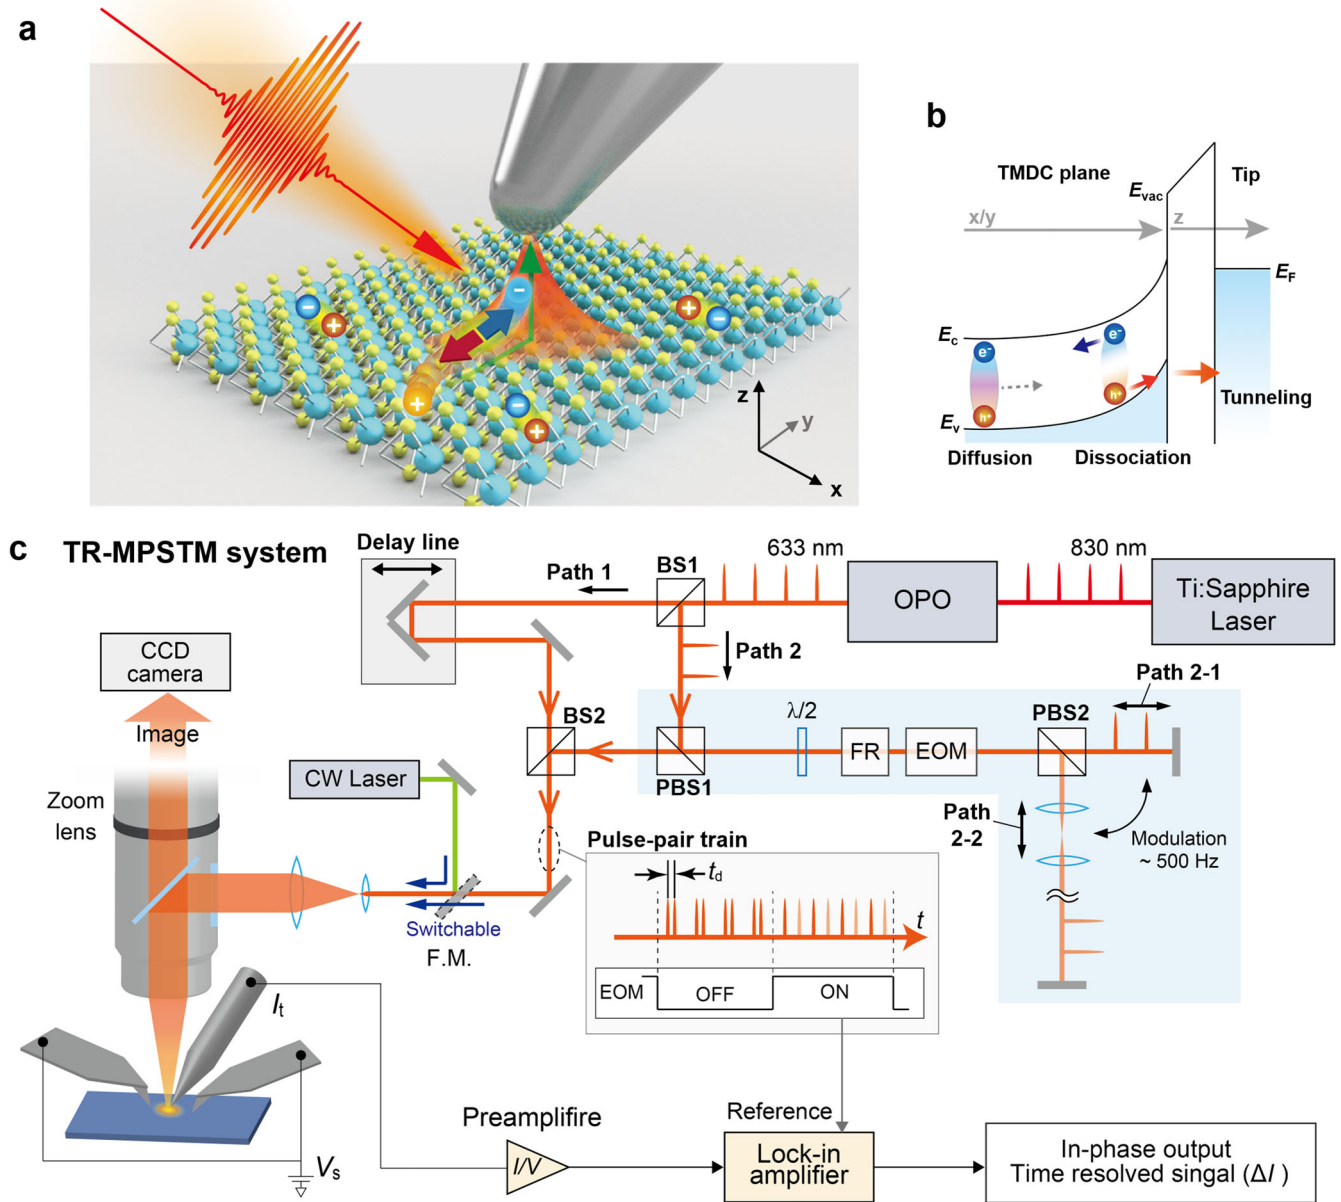 a
−
+
−
+
−
+
−
+
z
y
x
b
TMDC plane
Evac
Tip
x/y
z
EF
Ec
e-
e-
h+
h+
Ev
Tunneling
Diffusion
Dissociation
c
TR-MPSTM system
Delay line
Path 1
BS1
633 nm
OPO
830 nm
Ti:Sapphire
Laser
Path 2
CCD
camera
Image
BS2
PBS1
λ/2
FR
EOM
PBS2
Path 2-1
Path
2-2
Modulation
~ 500 Hz
CW Laser
Zoom
lens
Switchable
F.M.
Pulse-pair train
td
t
EOM
OFF
ON
It
Vs
Preamplifire
I/V
Reference
Lock-in
amplifier
In-phase output
Time resolved singal (ΔI )